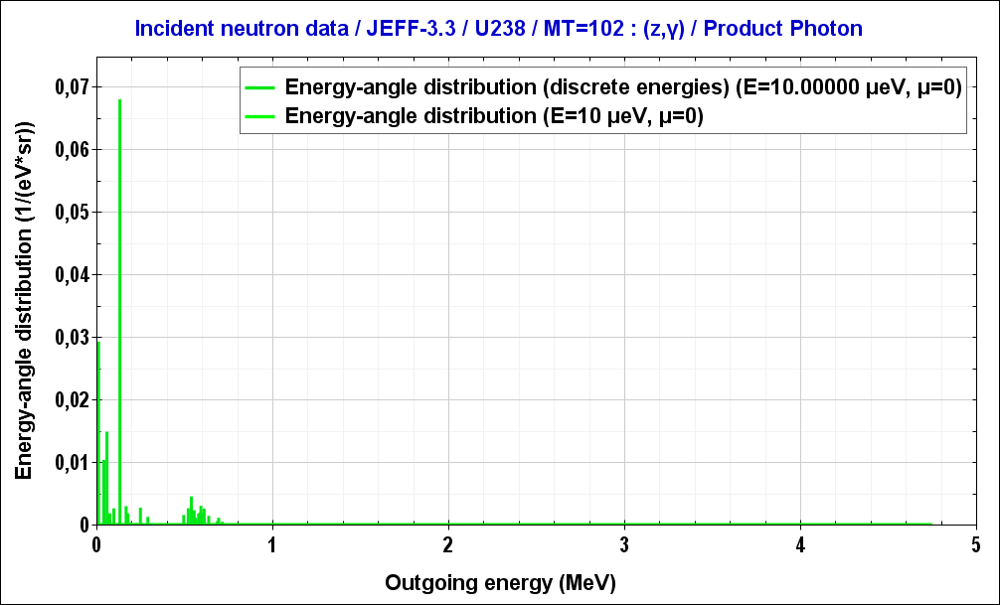 Incident neutron data / JEFF-3.3 / U238 / MT=102 : (z,γ) / Product Photon
Energy-angle distribution (discrete energies) (E=10.00000 µeV, µ=0)
Energy-angle distribution (E=10 µeV, µ=0)
Energy-angle distribution (1/(eV*sr))
0,07
0,06
0,05
0,04
0,03
0,02
0,01
0
0 1 2 3 4 5
Outgoing energy (MeV)